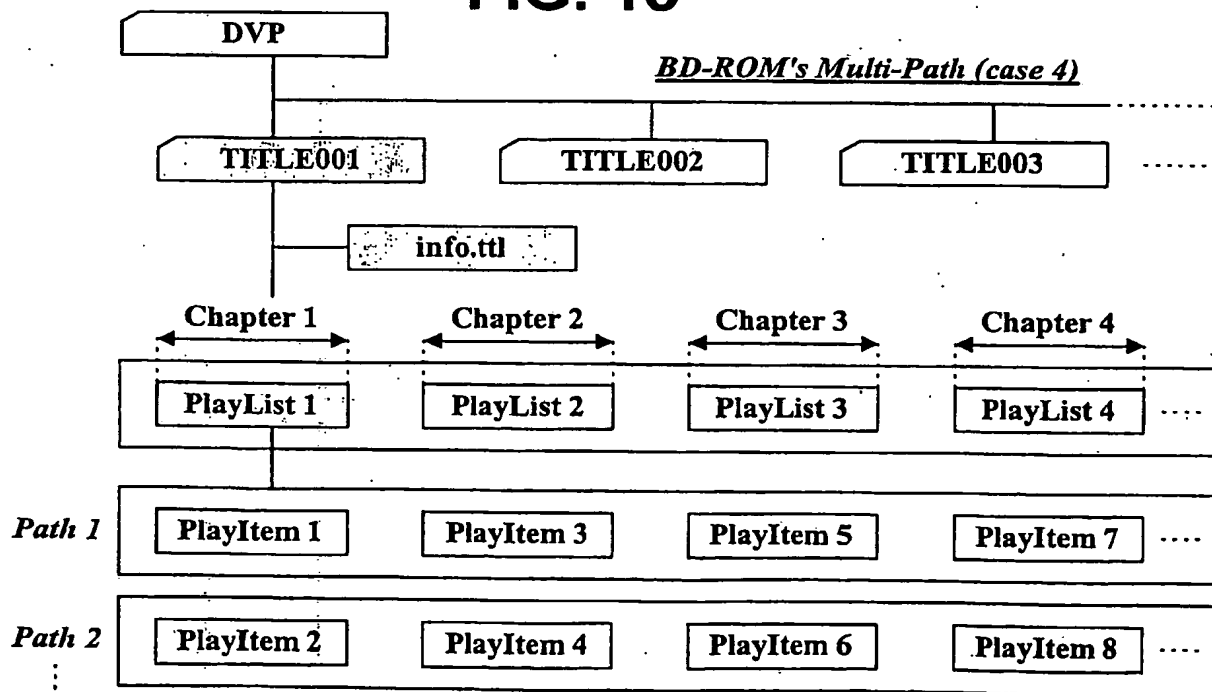 DVP
BD-ROM's Multi-Path (case 4)
TITLE001 TITLE002 TITLE003
info.ttl
Chapter 1 Chapter 2 Chapter 3 Chapter 4
PlayList 1 PlayList 2 PlayList 3 PlayList 4
Path 1 PlayItem 1 PlayItem 3 PlayItem 5 PlayItem 7
Path 2 PlayItem 2 PlayItem 4 PlayItem 6 PlayItem 8